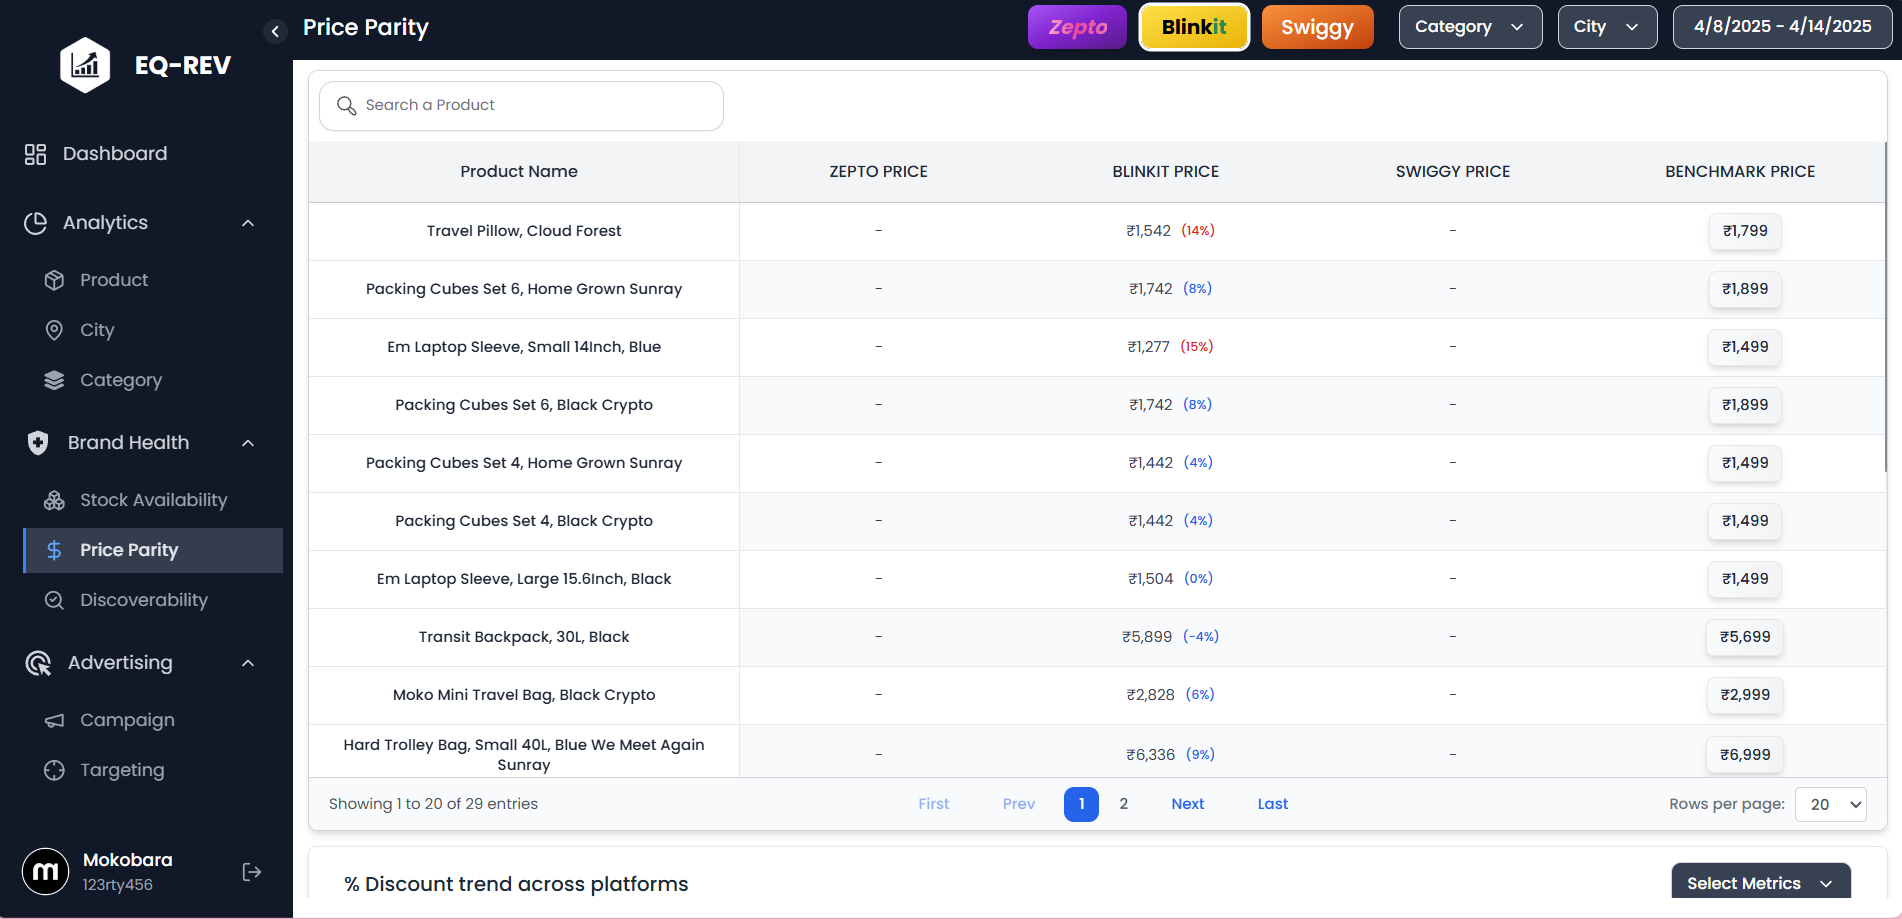 EQ-REV
Dashboard
Analytics
Product
City
Category
Brand Health
Stock Availability
Price Parity
Discoverability
Advertising
Campaign
Targeting
m
Mokobara
123rty456
Price Parity
Zepto
Blinkit
Swiggy
Category
City
4/8/2025 - 4/14/2025
Search a Product
Product Name ZEPTO PRICE BLINKIT PRICE SWIGGY PRICE BENCHMARK PRICE
Travel Pillow, Cloud Forest - ₹1,542 (14%) - ₹1,799
Packing Cubes Set 6, Home Grown Sunray - ₹1,742 (8%) - ₹1,899
Em Laptop Sleeve, Small 14Inch, Blue - ₹1,277 (15%) - ₹1,499
Packing Cubes Set 6, Black Crypto - ₹1,742 (8%) - ₹1,899
Packing Cubes Set 4, Home Grown Sunray - ₹1,442 (4%) - ₹1,499
Packing Cubes Set 4, Black Crypto - ₹1,442 (4%) - ₹1,499
Em Laptop Sleeve, Large 15.6Inch, Black - ₹1,504 (0%) - ₹1,499
Transit Backpack, 30L, Black - ₹5,899 (-4%) - ₹5,699
Moko Mini Travel Bag, Black Crypto - ₹2,828 (6%) - ₹2,999
Hard Trolley Bag, Small 40L, Blue We Meet Again
Sunray - ₹6,336 (9%) - ₹6,999
Showing 1 to 20 of 29 entries First Prev 1 2 Next Last Rows per page: 20
% Discount trend across platforms
Select Metrics